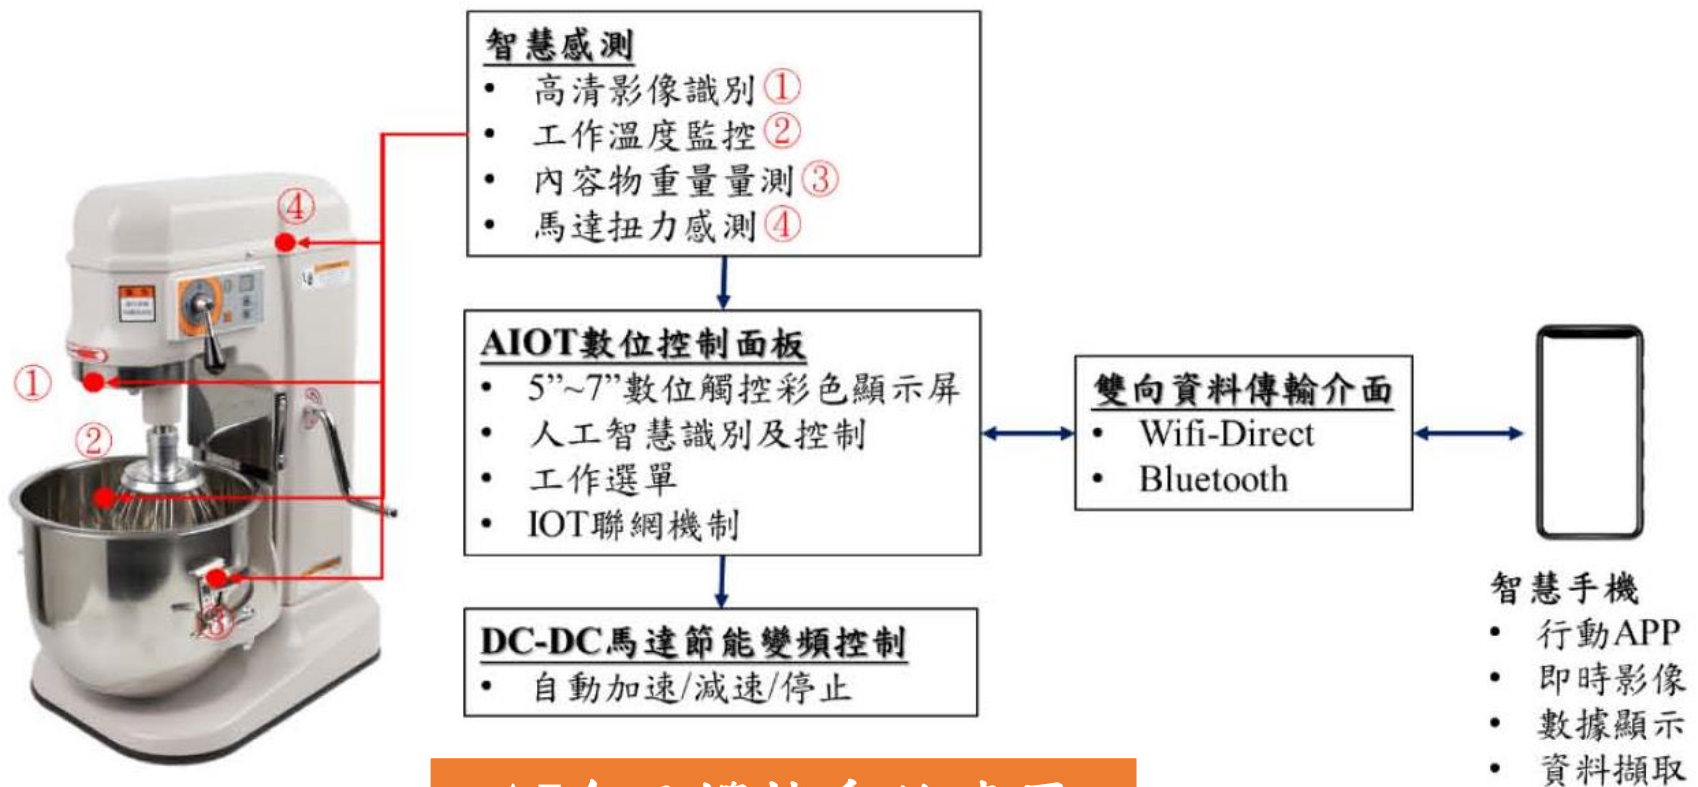 智慧感測
• 高清影像識別①
• 工作溫度監控②
• 內容物重量量測③
• 馬達扭力感測④
④
①
②
③
AIOT數位控制面板
• 5”~7”數位觸控彩色顯示屏
• 人工智慧識別及控制
• 工作選單
• IOT聯網機制
雙向資料傳輸介面
• Wifi-Direct
• Bluetooth
DC-DC馬達節能變頻控制
• 自動加速/減速/停止
智慧手機
• 行動APP
• 即時影像
• 數據顯示
• 資料擷取